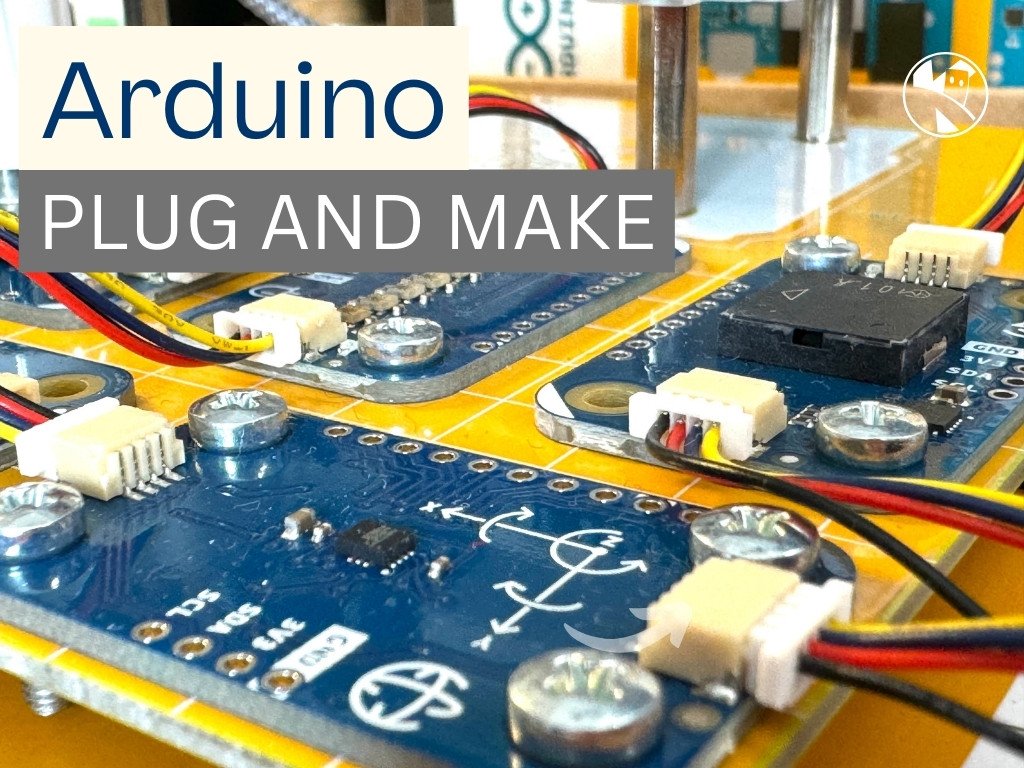 Arduino
PLUG AND MAKE
GND
3V3
SDA
SCL
X
Z
Y
SCL
SDA
3V3
GND